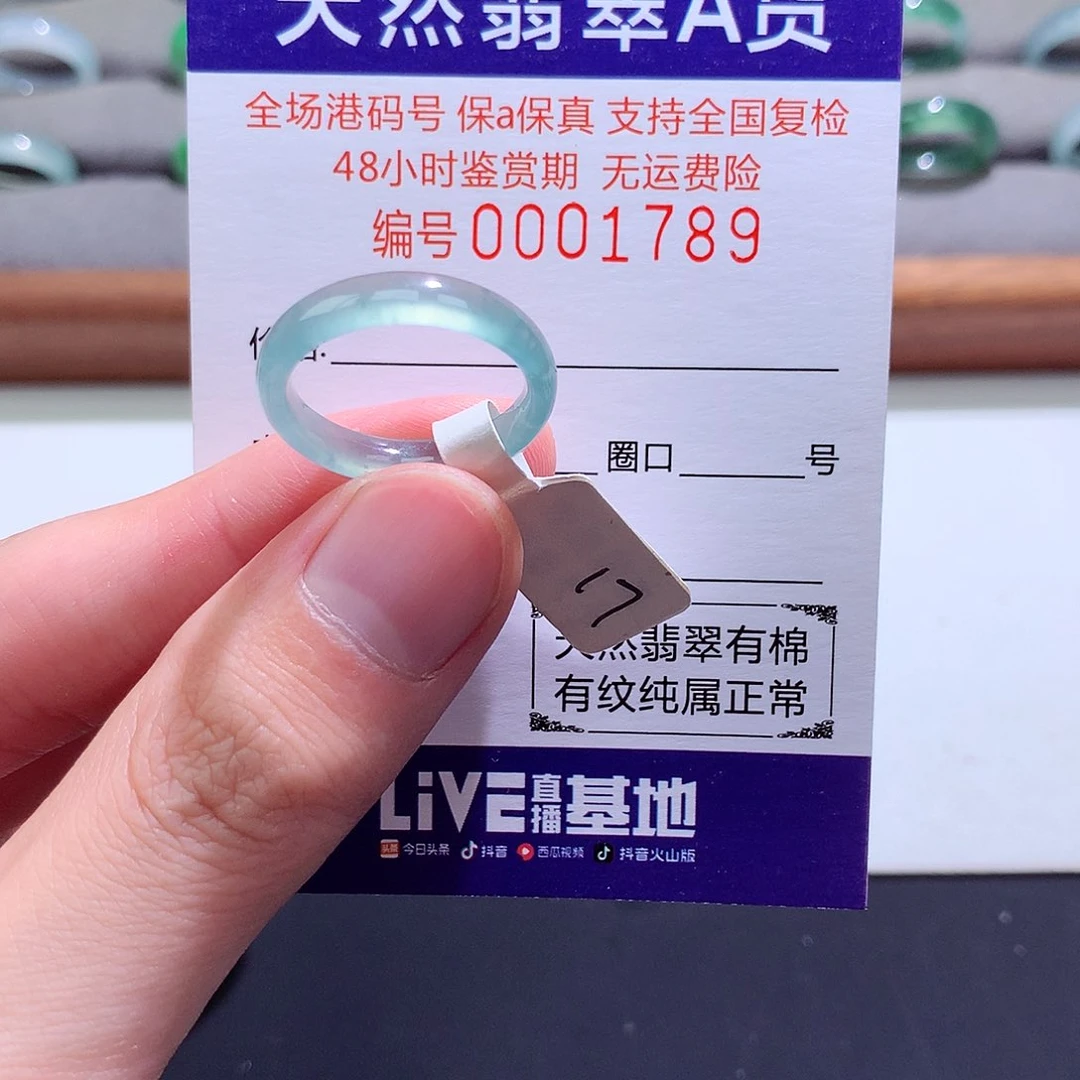 天然翡翠A货
全场港码号 保a保真 支持全国复检
48小时鉴赏期 无运费险
编号0001789
圈口 号
17
天然翡翠有棉
有纹纯属正常
LiVE直播基地
头条 今日头条 抖音 西瓜视频 抖音火山版